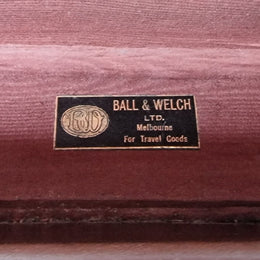 BALL & WELCH
LTD.
Melbourne
For Travel Goods